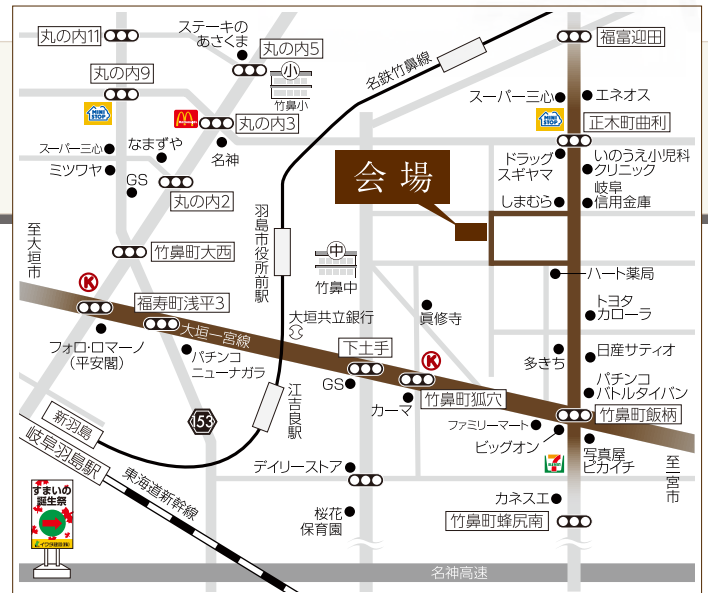 ステーキの
あさくま
丸の内11
丸の内5
小
竹鼻小
丸の内9
MINI
STOP
丸の内3
名神
スーパー三心
なまずや
ミツワヤ
GS
丸の内2
名鉄竹鼻線
福富迎田
スーパー三心
エネオス
MINI
STOP
正木町曲利
会場
ドラッグ
スギヤマ
いのうえ小児科
クリニック
しまむら
岐阜
信用金庫
至大垣市
竹鼻町大西
羽島市役所前駅
中
竹鼻中
ハート薬局
K
福寿町浅平3
大垣一宮線
大垣共立銀行
眞修寺
トヨタ
カローラ
フォロ・ロマーノ
(平安閣)
パチンコ
ニューナガラ
下土手
K
多きち
日産サティオ
GS
カーマ
竹鼻町狐穴
パチンコ
バトルタイバン
江吉良駅
新羽島
153
ファミリーマート
竹鼻町飯柄
ビッグオン
写真屋
ピカイチ
至一宮市
岐阜羽島駅
東海道新幹線
デイリーストア
カネスエ
桜花
保育園
竹鼻町蜂尻南
すまいの
誕生祭
名神高速